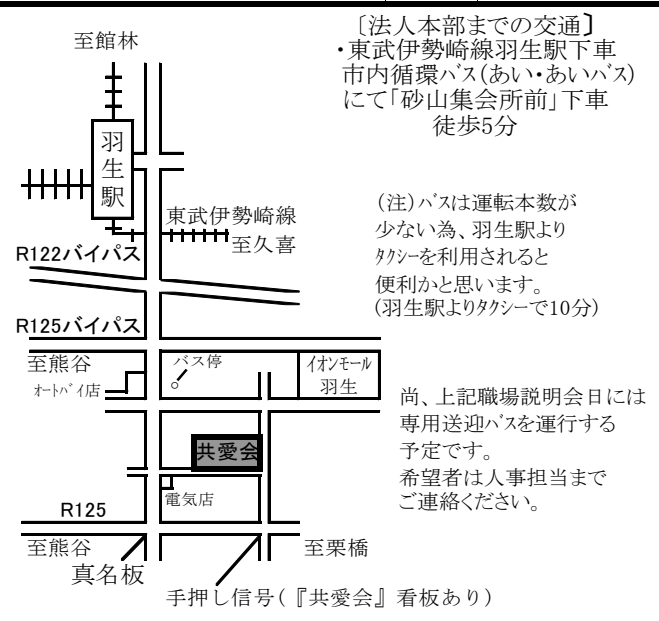 〔法人本部までの交通】
・東武伊勢崎線羽生駅下車
市内循環バス(あい・あいバス)
にて「砂山集会所前」下車
徒歩5分
至館林
羽生駅
東武伊勢崎線
至久喜
(注)バスは運転本数が
少ない為、羽生駅より
タクシーを利用されると
便利かと思います。
(羽生駅よりタクシーで10分)
R122バイパス
R125バイパス
至熊谷
バス停
イオンモール
羽生
オートバイ店
尚、上記職場説明会日には
専用送迎バスを運行する
予定です。
希望者は人事担当まで
ご連絡ください。
共愛会
電気店
R125
至熊谷
至栗橋
真名板
手押し信号(『共愛会』看板あり)